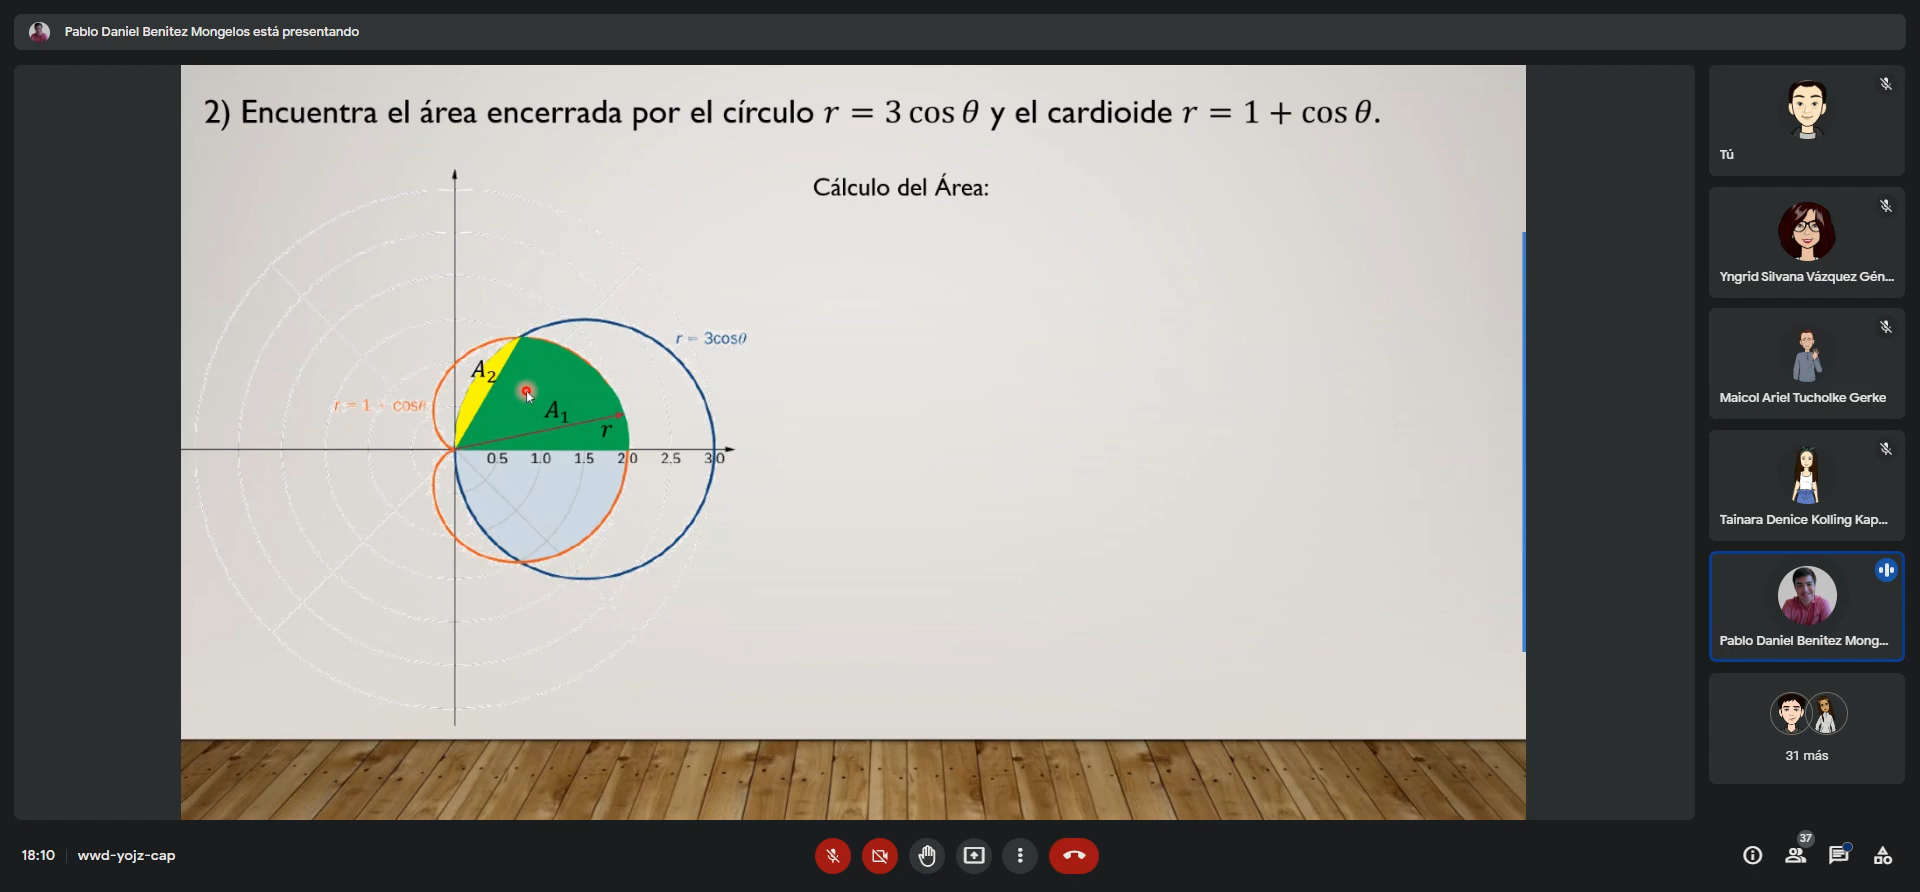 Pablo Daniel Benitez Mongelos está presentando
2) Encuentra el área encerrada por el círculo r = 3 cos θ y el cardioide r = 1 + cos θ.
Cálculo del Área:
r = 3cosθ
A₂
r = 1 + cosθ
A₁
r
0.5 1.0 1.5 2.0 2.5 3.0
Tú
Yngrid Silvana Vázquez Gén...
Maicol Ariel Tucholke Gerke
Tainara Denice Kolling Kap...
Pablo Daniel Benitez Mong...
31 más
18:10 | wwd-yojz-cap
37